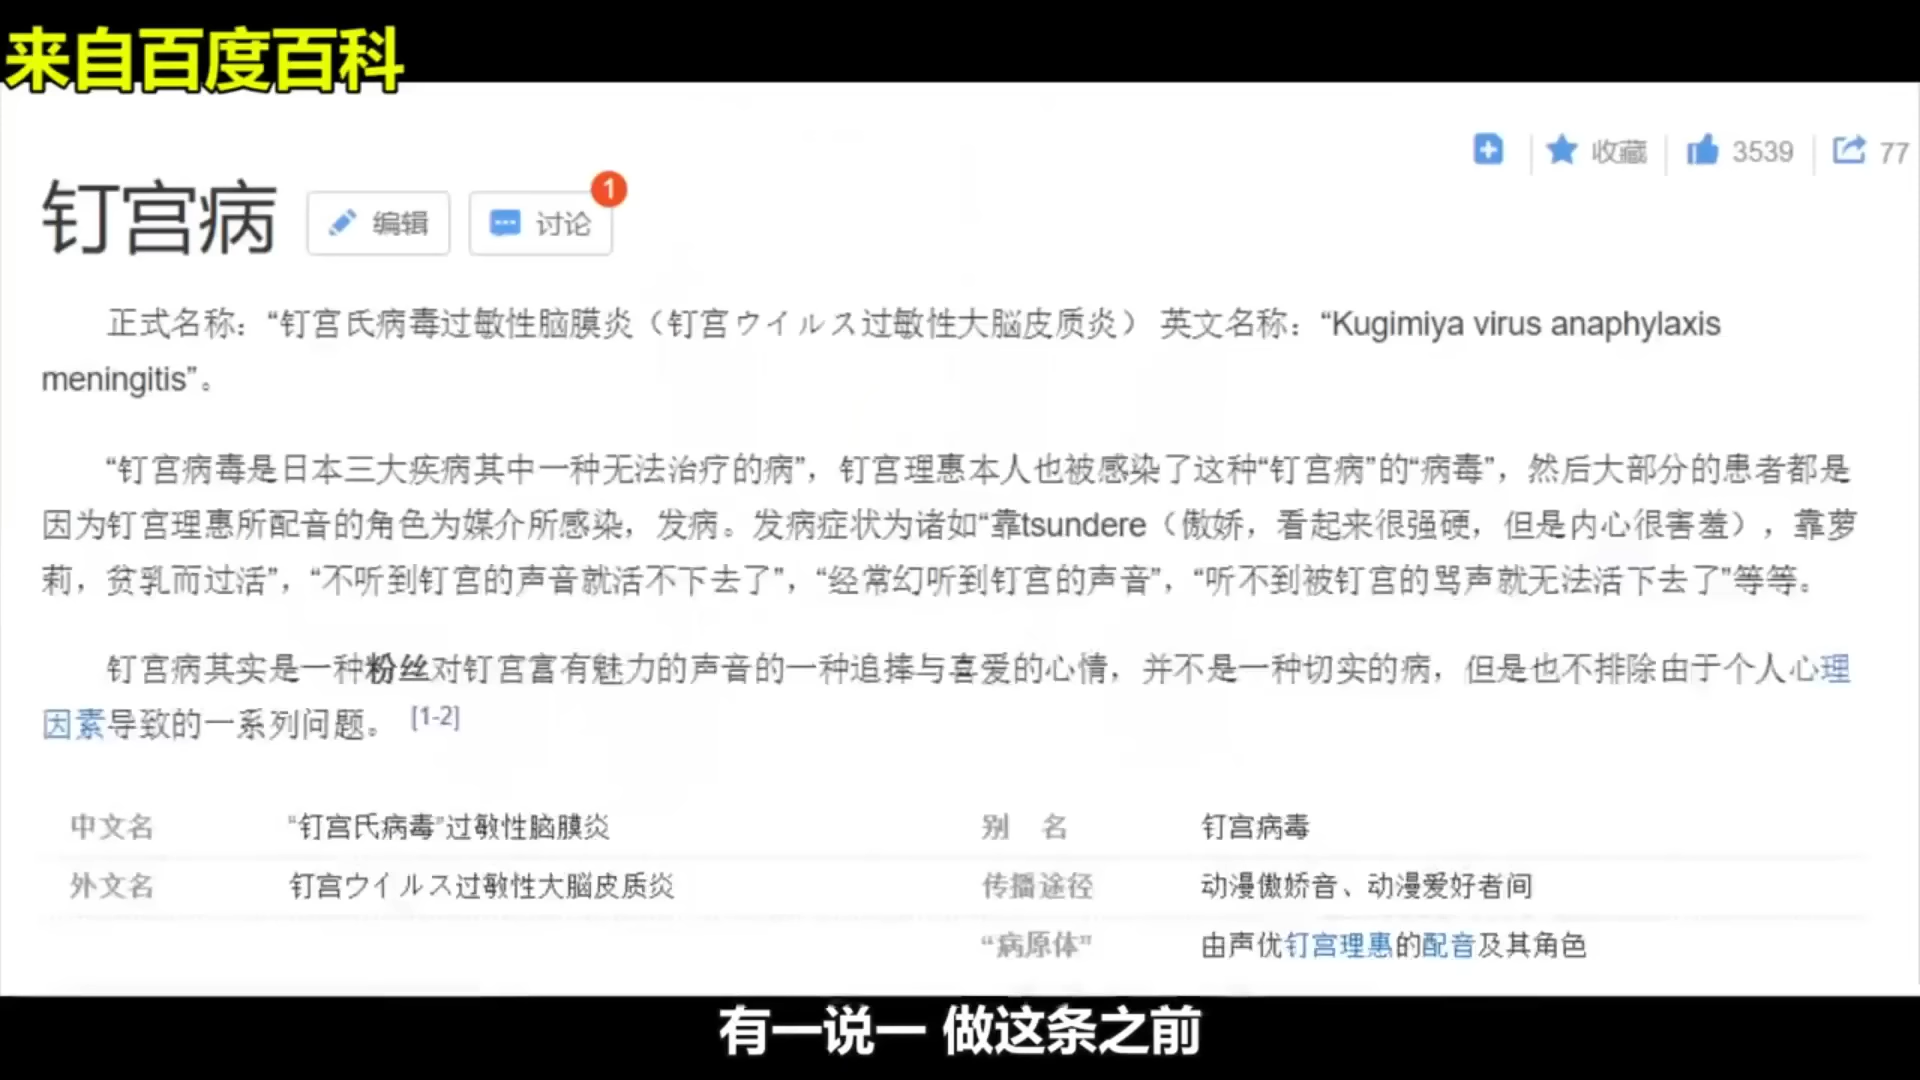 来自百度百科
收藏 3539 77
钉宫病 编辑 讨论 1
正式名称：“钉宫氏病毒过敏性脑膜炎（钉宫ウイルス过敏性大脑皮质炎） 英文名称：“Kugimiya virus anaphylaxis
meningitis”。
“钉宫病毒是日本三大疾病其中一种无法治疗的病”，钉宫理惠本人也被感染了这种“钉宫病”的“病毒”，然后大部分的患者都是
因为钉宫理惠所配音的角色为媒介所感染，发病。发病症状为诸如“靠tsundere（傲娇，看起来很强硬，但是内心很害羞），靠萝
莉，贫乳而过活”，“不听到钉宫的声音就活不下去了”，“经常幻听到钉宫的声音”，“听不到被钉宫的骂声就无法活下去了”等等。
钉宫病其实是一种粉丝对钉宫富有魅力的声音的一种追捧与喜爱的心情，并不是一种切实的病，但是也不排除由于个人心理
因素导致的一系列问题。 [1-2]
中文名 “钉宫氏病毒”过敏性脑膜炎 别 名 钉宫病毒
外文名 钉宫ウイルス过敏性大脑皮质炎 传播途径 动漫傲娇音、动漫爱好者间
“病原体” 由声优钉宫理惠的配音及其角色
有一说一 做这条之前